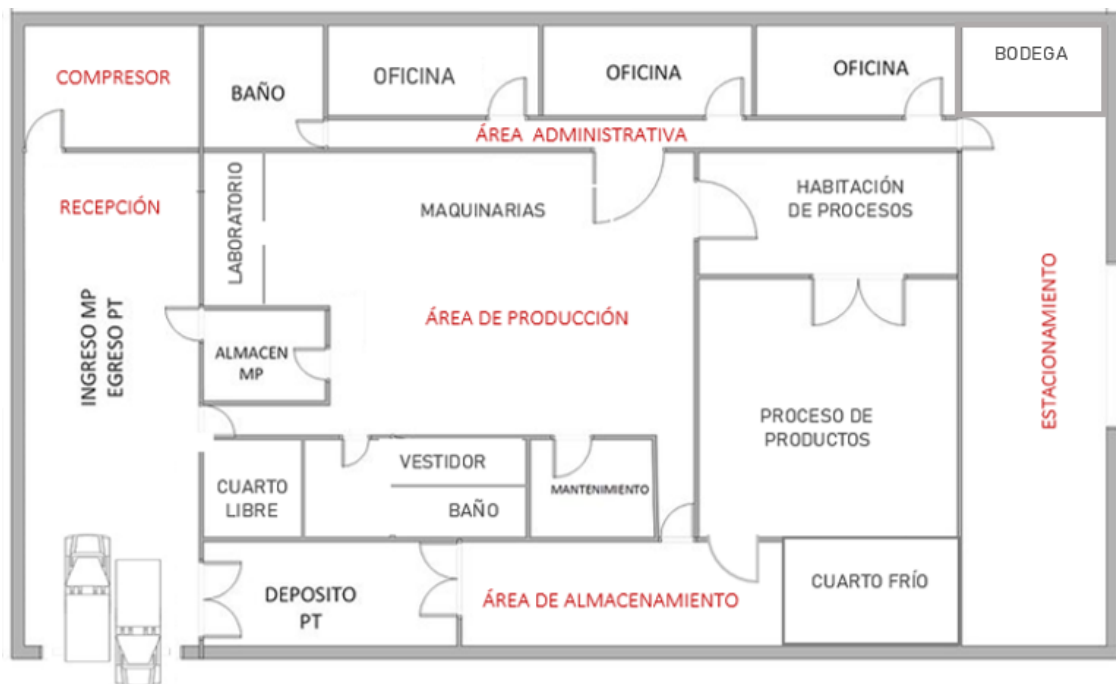 COMPRESOR
BAÑO
OFICINA
OFICINA
OFICINA
BODEGA
ÁREA  ADMINISTRATIVA
RECEPCIÓN
LABORATORIO
MAQUINARIAS
HABITACIÓN
DE PROCESOS
INGRESO MP
EGRESO PT
ÁREA DE PRODUCCIÓN
ESTACIONAMIENTO
ALMACEN
MP
PROCESO DE
PRODUCTOS
CUARTO
LIBRE
VESTIDOR
BAÑO
MANTENIMIENTO
DEPOSITO
PT
ÁREA DE ALMACENAMIENTO
CUARTO FRÍO